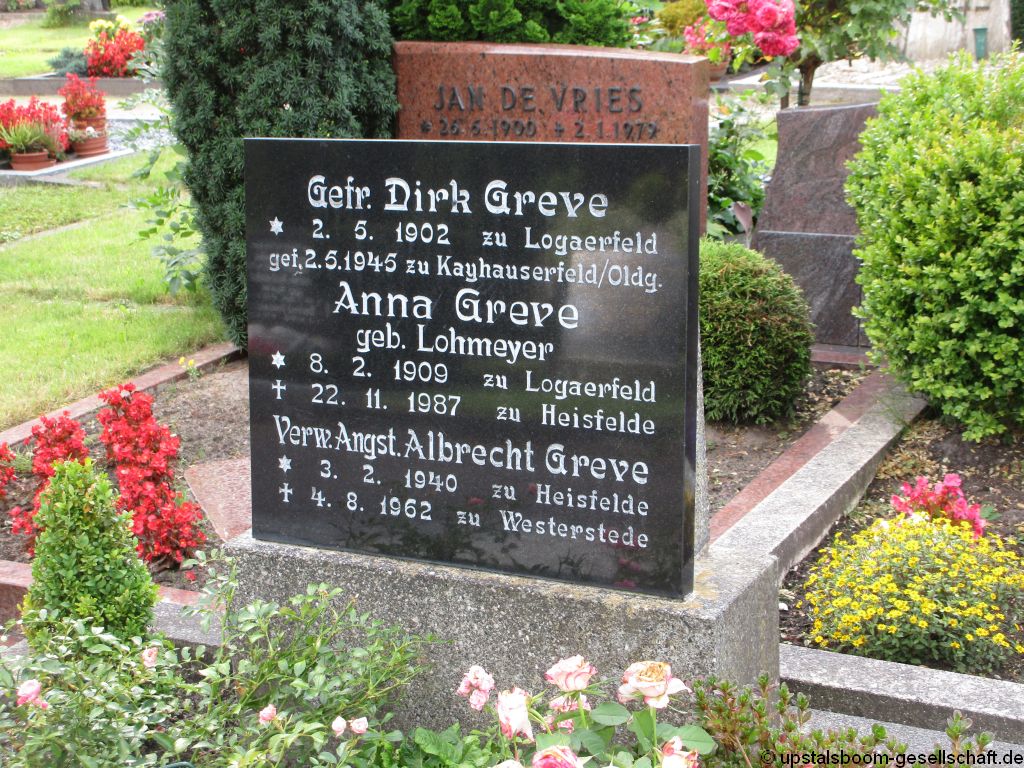 JAN DE VRIES
* 26.6.1900 + 2.1.1979
Gefr. Dirk Greve
* 2. 5. 1902 zu Logaerfeld
gef. 2.5.1945 zu Kayhauserfeld/Oldg.
Anna Greve
geb. Lohmeyer
* 8. 2. 1909 zu Logaerfeld
+ 22. 11. 1987 zu Heisfelde
Verw. Angst. Albrecht Greve
* 3. 2. 1940 zu Heisfelde
+ 4. 8. 1962 zu Westerstede
© upstalsboom-gesellschaft.de